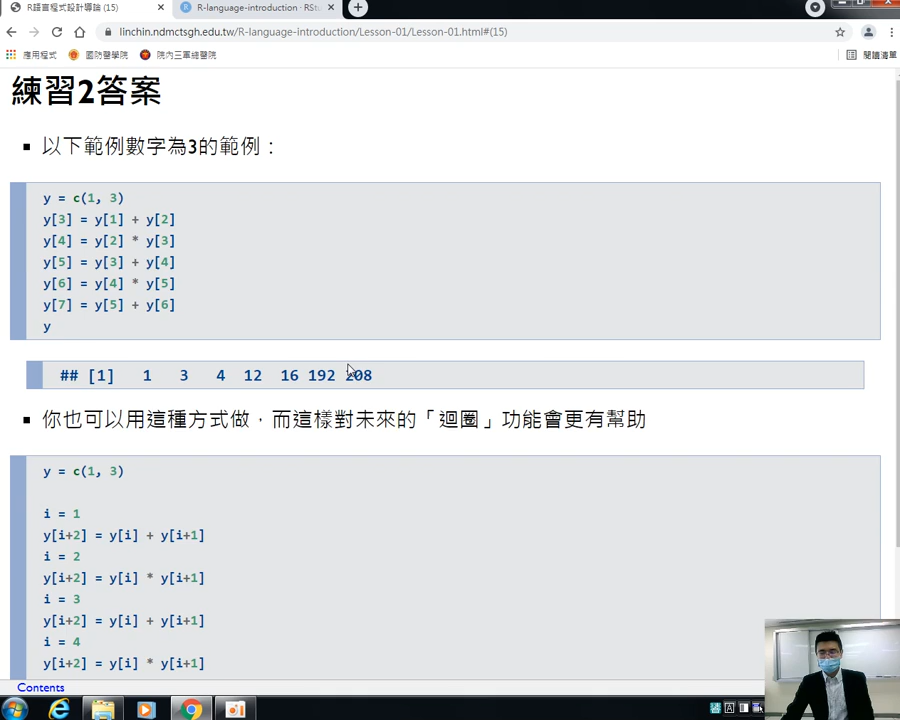 R語言程式設計導論 (15)
R-language-introduction · RStu
linchin.ndmctsgh.edu.tw/R-language-introduction/Lesson-01/Lesson-01.html#(15)
應用程式
國防醫學院
院內三軍總醫院
閱讀清單
練習2答案
以下範例數字為3的範例：
y = c(1, 3)
y[3] = y[1] + y[2]
y[4] = y[2] * y[3]
y[5] = y[3] + y[4]
y[6] = y[4] * y[5]
y[7] = y[5] + y[6]
y
## [1] 1 3 4 12 16 192 208
你也可以用這種方式做，而這樣對未來的「迴圈」功能會更有幫助
y = c(1, 3)
i = 1
y[i+2] = y[i] + y[i+1]
i = 2
y[i+2] = y[i] * y[i+1]
i = 3
y[i+2] = y[i] + y[i+1]
i = 4
y[i+2] = y[i] * y[i+1]
Contents